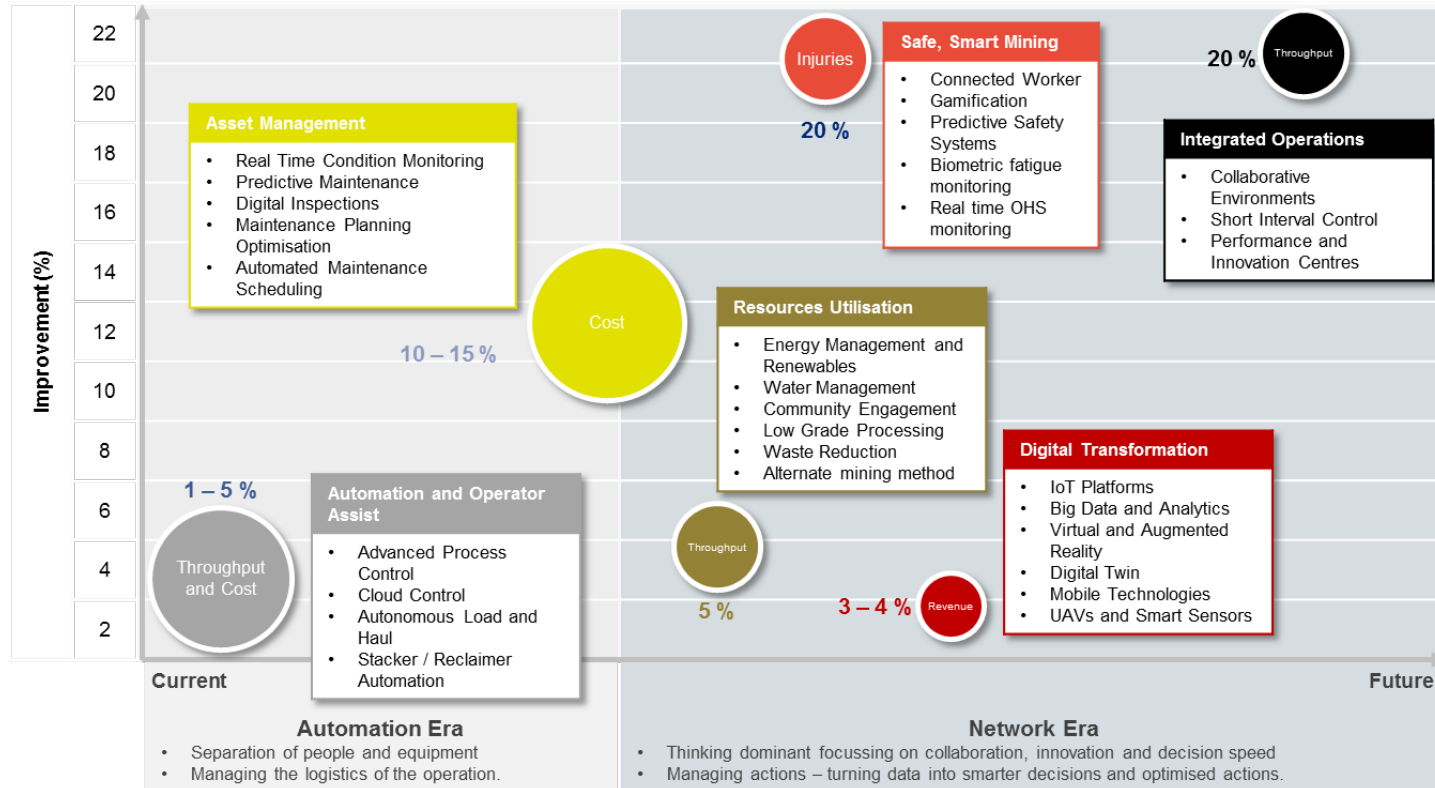 Improvement (%)
22
20
18
16
14
12
10
8
6
4
2
Asset Management
• Real Time Condition Monitoring
• Predictive Maintenance
• Digital Inspections
• Maintenance Planning
Optimisation
• Automated Maintenance
Scheduling
Cost
10 – 15 %
1 – 5 %
Throughput
and Cost
Automation and Operator
Assist
• Advanced Process
Control
• Cloud Control
• Autonomous Load and
Haul
• Stacker / Reclaimer
Automation
Injuries
20 %
Safe, Smart Mining
• Connected Worker
• Gamification
• Predictive Safety
Systems
• Biometric fatigue
monitoring
• Real time OHS
monitoring
20 %
Throughput
Integrated Operations
• Collaborative
Environments
• Short Interval Control
• Performance and
Innovation Centres
Resources Utilisation
• Energy Management and
Renewables
• Water Management
• Community Engagement
• Low Grade Processing
• Waste Reduction
• Alternate mining method
Throughput
5 %
3 – 4 %
Revenue
Digital Transformation
• IoT Platforms
• Big Data and Analytics
• Virtual and Augmented
Reality
• Digital Twin
• Mobile Technologies
• UAVs and Smart Sensors
Current
Future
Automation Era
• Separation of people and equipment
• Managing the logistics of the operation.
Network Era
• Thinking dominant focussing on collaboration, innovation and decision speed
• Managing actions – turning data into smarter decisions and optimised actions.